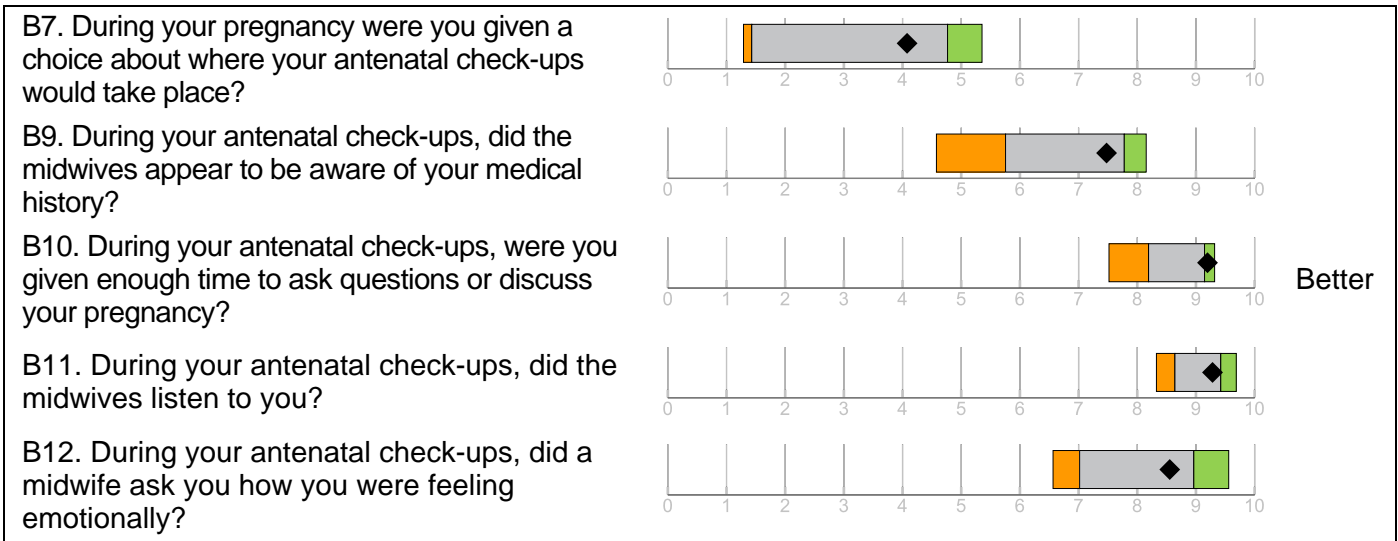 B7. During your pregnancy were you given a
choice about where your antenatal check-ups
would take place?
0 1 2 3 4 5 6 7 8 9 10
B9. During your antenatal check-ups, did the
midwives appear to be aware of your medical
history?
0 1 2 3 4 5 6 7 8 9 10
B10. During your antenatal check-ups, were you
given enough time to ask questions or discuss
your pregnancy?
0 1 2 3 4 5 6 7 8 9 10
Better
B11. During your antenatal check-ups, did the
midwives listen to you?
0 1 2 3 4 5 6 7 8 9 10
B12. During your antenatal check-ups, did a
midwife ask you how you were feeling
emotionally?
0 1 2 3 4 5 6 7 8 9 10